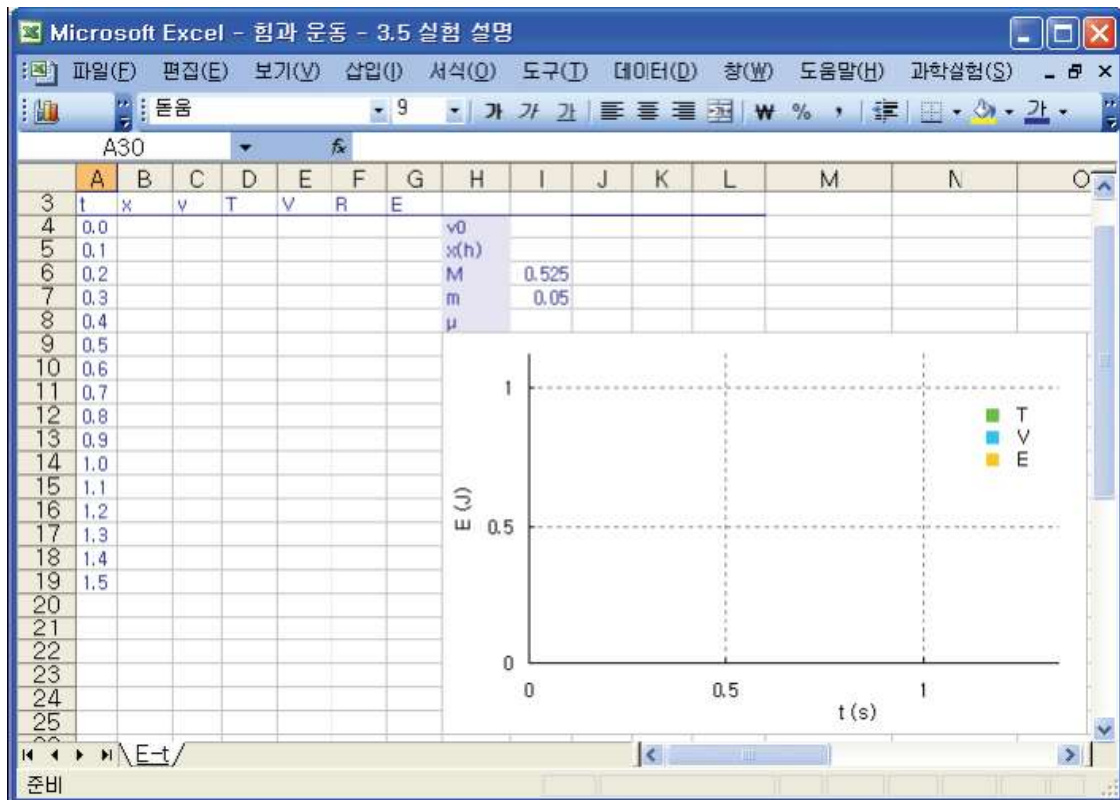 Microsoft Excel - 힘과 운동 - 3.5 실험 설명
파일(F) 편집(E) 보기(V) 삽입(I) 서식(O) 도구(T) 데이터(D) 창(W) 도움말(H) 과학실험(S)
돋움 9 가 가 가 ₩ % , 가
A30 fx
A B C D E F G H I J K L M N O
3 t x v T V R E
4 0.0 v0
5 0.1 x(h)
6 0.2 M 0.525
7 0.3 m 0.05
8 0.4 μ
9 0.5
10 0.6
11 0.7
12 0.8
13 0.9
14 1.0
15 1.1
16 1.2
17 1.3
18 1.4
19 1.5
20
21
22
23
24
25
1
T
V
E
E (J)
0.5
0
0 0.5 1
t (s)
E-t
준비